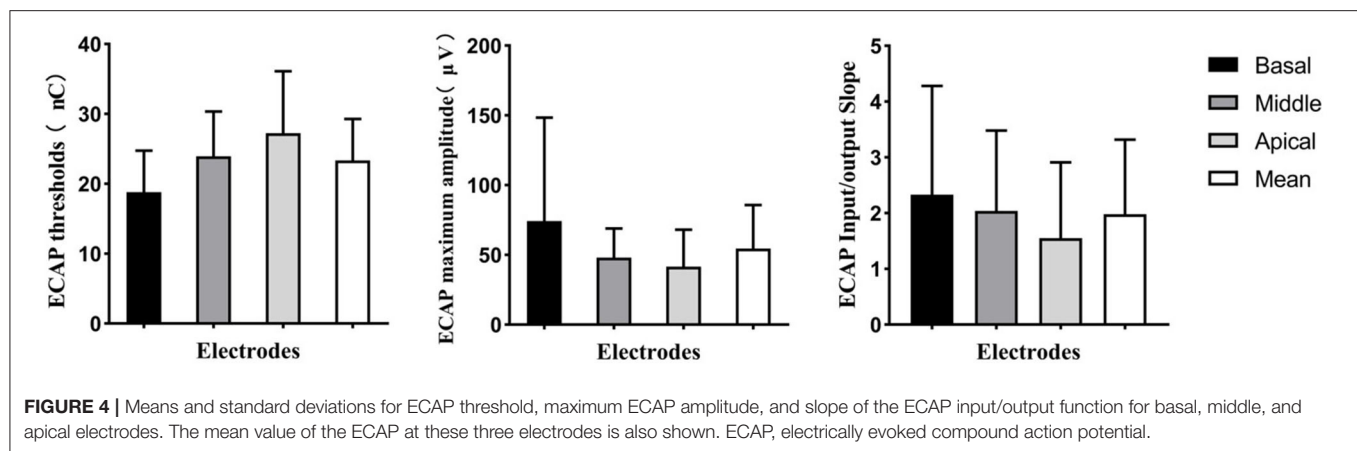 ECAP thresholds ( nC)
40
30
20
10
0
Electrodes
ECAP maximum amplitude( μV)
200
150
100
50
0
Electrodes
ECAP Input/output Slope
5
4
3
2
1
0
Electrodes
Basal
Middle
Apical
Mean
FIGURE 4 | Means and standard deviations for ECAP threshold, maximum ECAP amplitude, and slope of the ECAP input/output function for basal, middle, and
apical electrodes. The mean value of the ECAP at these three electrodes is also shown. ECAP, electrically evoked compound action potential.